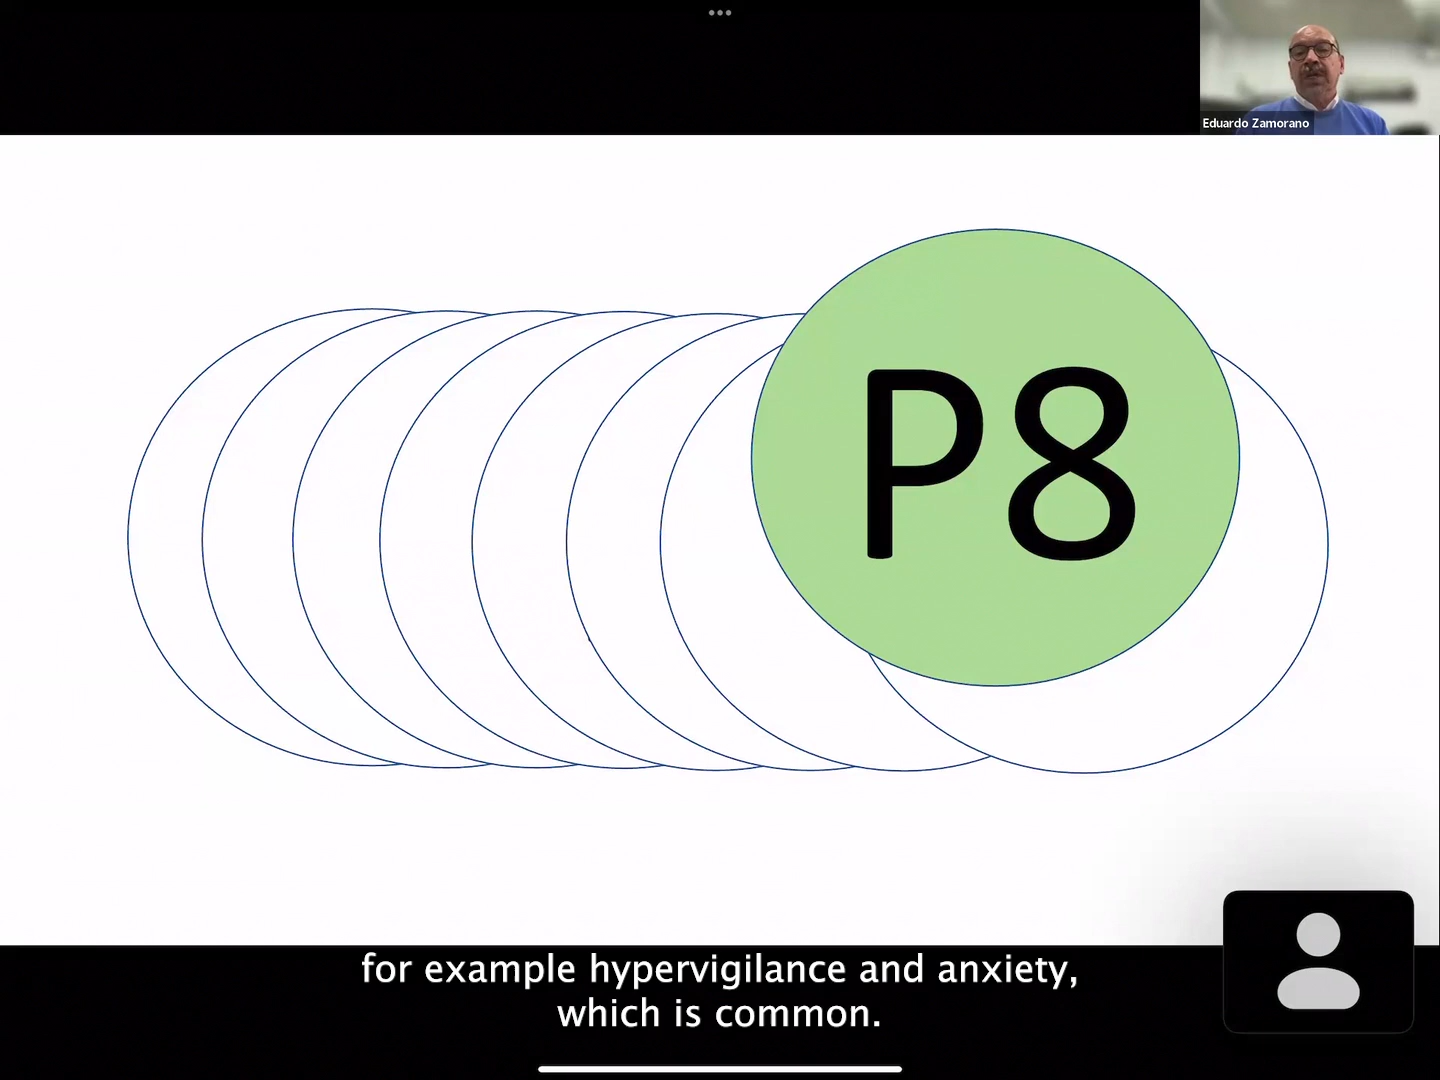 Eduardo Zamorano
P8
for example hypervigilance and anxiety,
which is common.